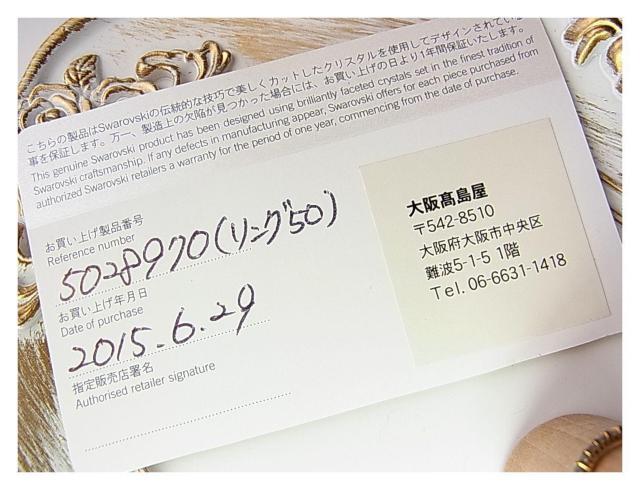 こちらの製品はSwarovskiの伝統的な技巧で美しくカットしたクリスタルを使用してデザインされている
事を保証します。万一、製造上の欠陥が見つかった場合には、お買い上げの日より1年間保証いたします。
This genuine Swarovski product has been designed using brilliantly faceted crystals set in the finest tradition of
Swarovski craftsmanship. If any defects in manufacturing appear, Swarovski offers for each piece purchased from
authorized Swarovski retailers a warranty for the period of one year, commencing from the date of purchase.
お買い上げ製品番号
Reference number
5028970(リング50)
お買い上げ年月日
Date of purchase
2015.6.29
指定販売店署名
Authorised retailer signature
大阪髙島屋
〒542-8510
大阪府大阪市中央区
難波5-1-5 1階
Tel. 06-6631-1418